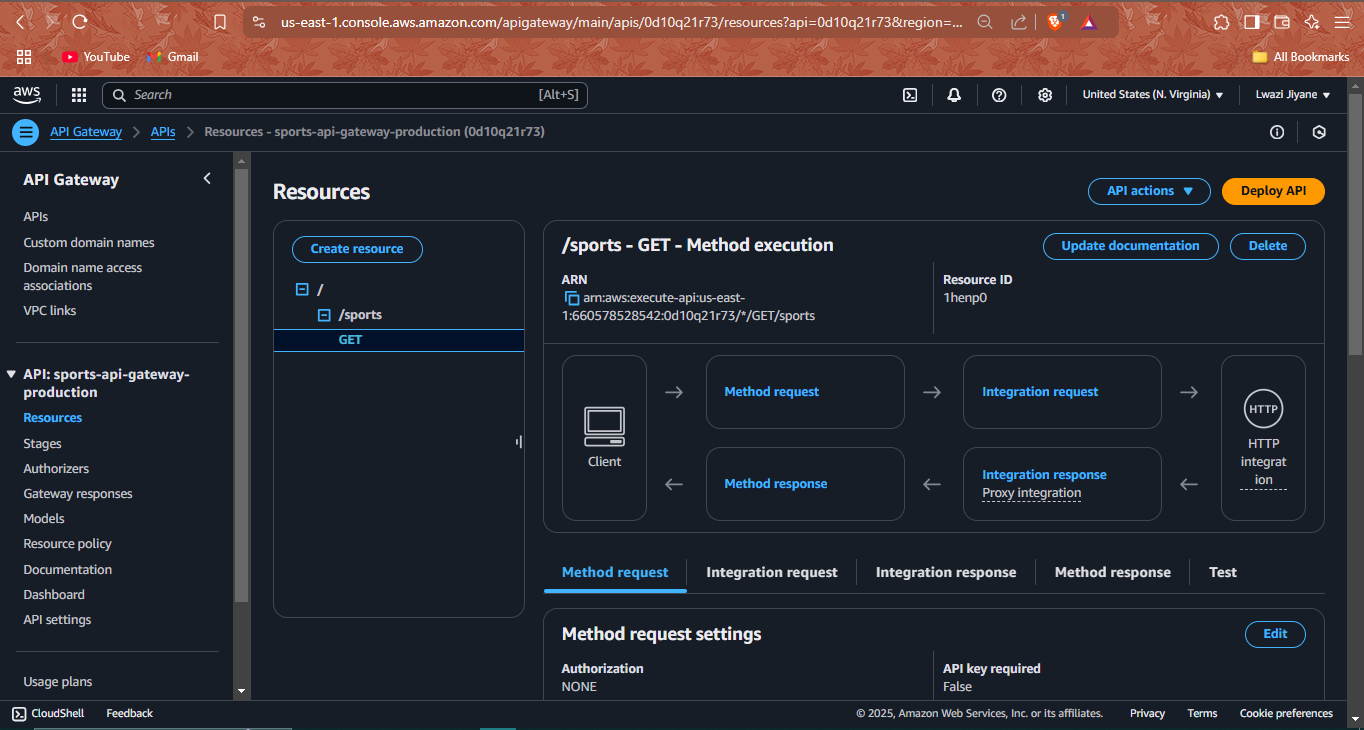 us-east-1.console.aws.amazon.com/apigateway/main/apis/0d10q21r73/resources?api=0d10q21r73&region=...
1
YouTube
Gmail
All Bookmarks
aws
Search
[Alt+S]
United States (N. Virginia)
Lwazi Jiyane
API Gateway
APIs
Resources - sports-api-gateway-production (0d10q21r73)
API Gateway
APIs
Custom domain names
Domain name access
associations
VPC links
API: sports-api-gateway-
production
Resources
Stages
Authorizers
Gateway responses
Models
Resource policy
Documentation
Dashboard
API settings
Usage plans
Resources
API actions
Deploy API
Create resource
/
/sports
GET
/sports - GET - Method execution
Update documentation
Delete
ARN
arn:aws:execute-api:us-east-
1:660578528542:0d10q21r73/*/GET/sports
Resource ID
1henp0
Client
Method request
Integration request
Method response
Integration response
Proxy integration
HTTP
HTTP
integrat
ion
Method request
Integration request
Integration response
Method response
Test
Method request settings
Edit
Authorization
NONE
API key required
False
CloudShell
Feedback
© 2025, Amazon Web Services, Inc. or its affiliates.
Privacy
Terms
Cookie preferences